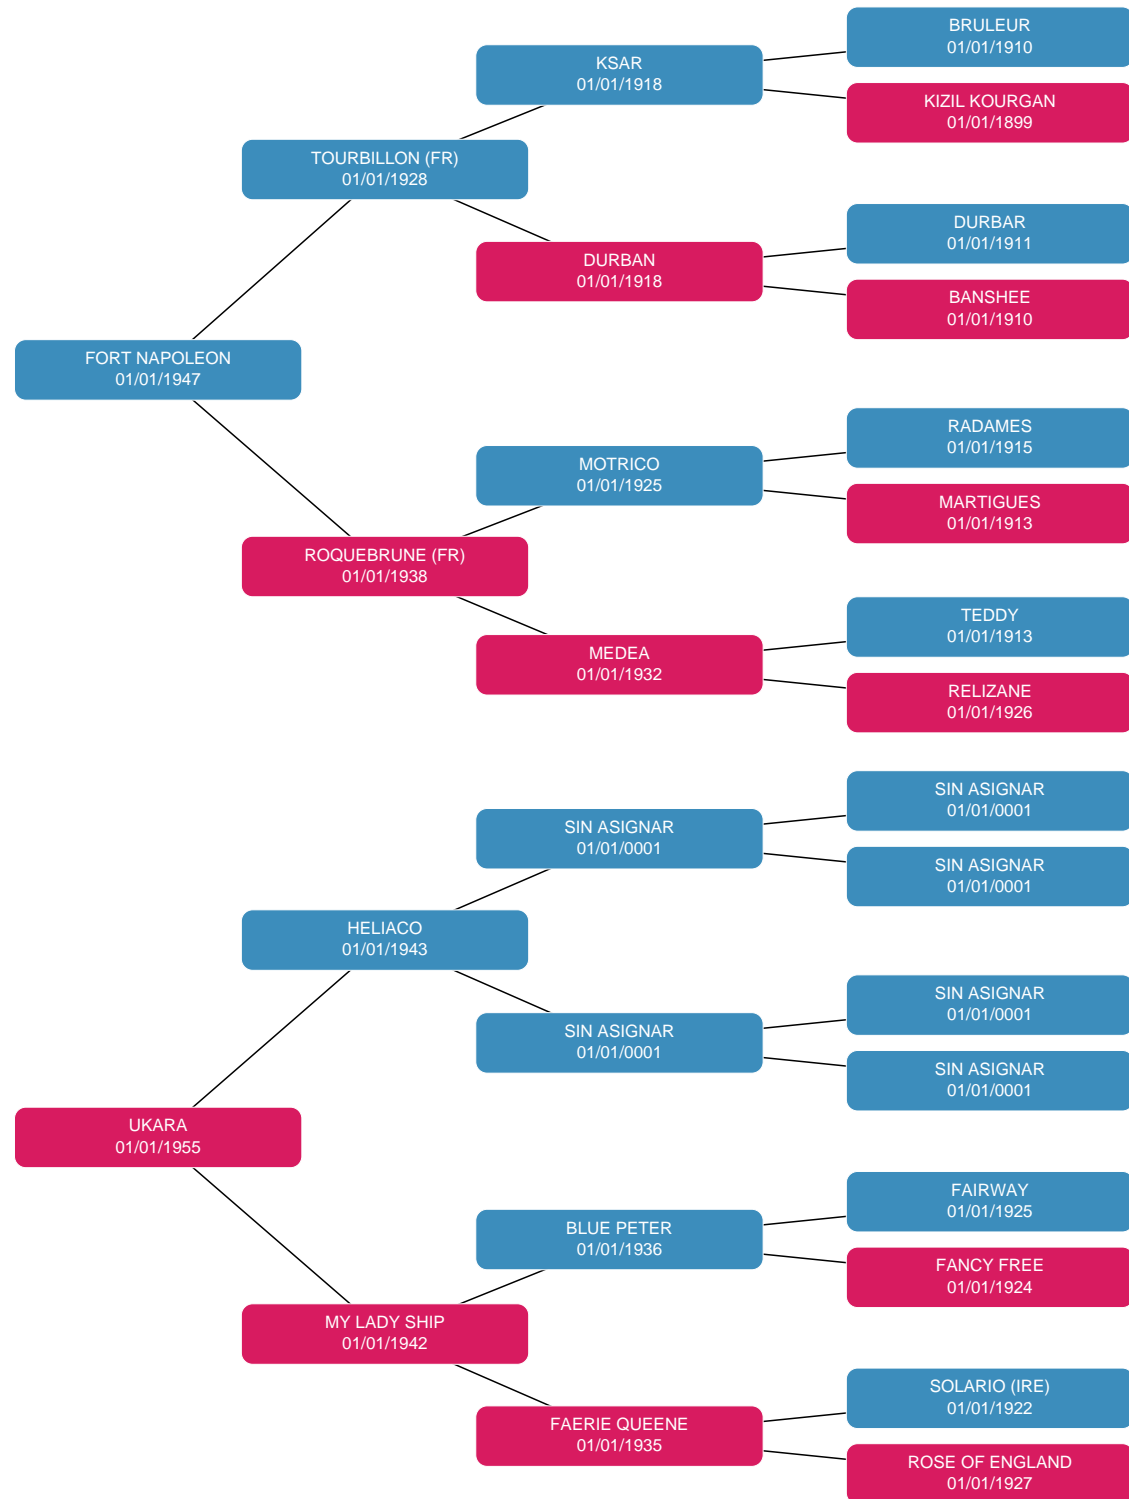 BRULEUR
01/01/1910
KSAR
01/01/1918
KIZIL KOURGAN
01/01/1899
TOURBILLON (FR)
01/01/1928
DURBAR
01/01/1911
DURBAN
01/01/1918
BANSHEE
01/01/1910
FORT NAPOLEON
01/01/1947
RADAMES
01/01/1915
MOTRICO
01/01/1925
MARTIGUES
01/01/1913
ROQUEBRUNE (FR)
01/01/1938
TEDDY
01/01/1913
MEDEA
01/01/1932
RELIZANE
01/01/1926
SIN ASIGNAR
01/01/0001
SIN ASIGNAR
01/01/0001
SIN ASIGNAR
01/01/0001
HELIACO
01/01/1943
SIN ASIGNAR
01/01/0001
SIN ASIGNAR
01/01/0001
SIN ASIGNAR
01/01/0001
UKARA
01/01/1955
FAIRWAY
01/01/1925
BLUE PETER
01/01/1936
FANCY FREE
01/01/1924
MY LADY SHIP
01/01/1942
SOLARIO (IRE)
01/01/1922
FAERIE QUEENE
01/01/1935
ROSE OF ENGLAND
01/01/1927